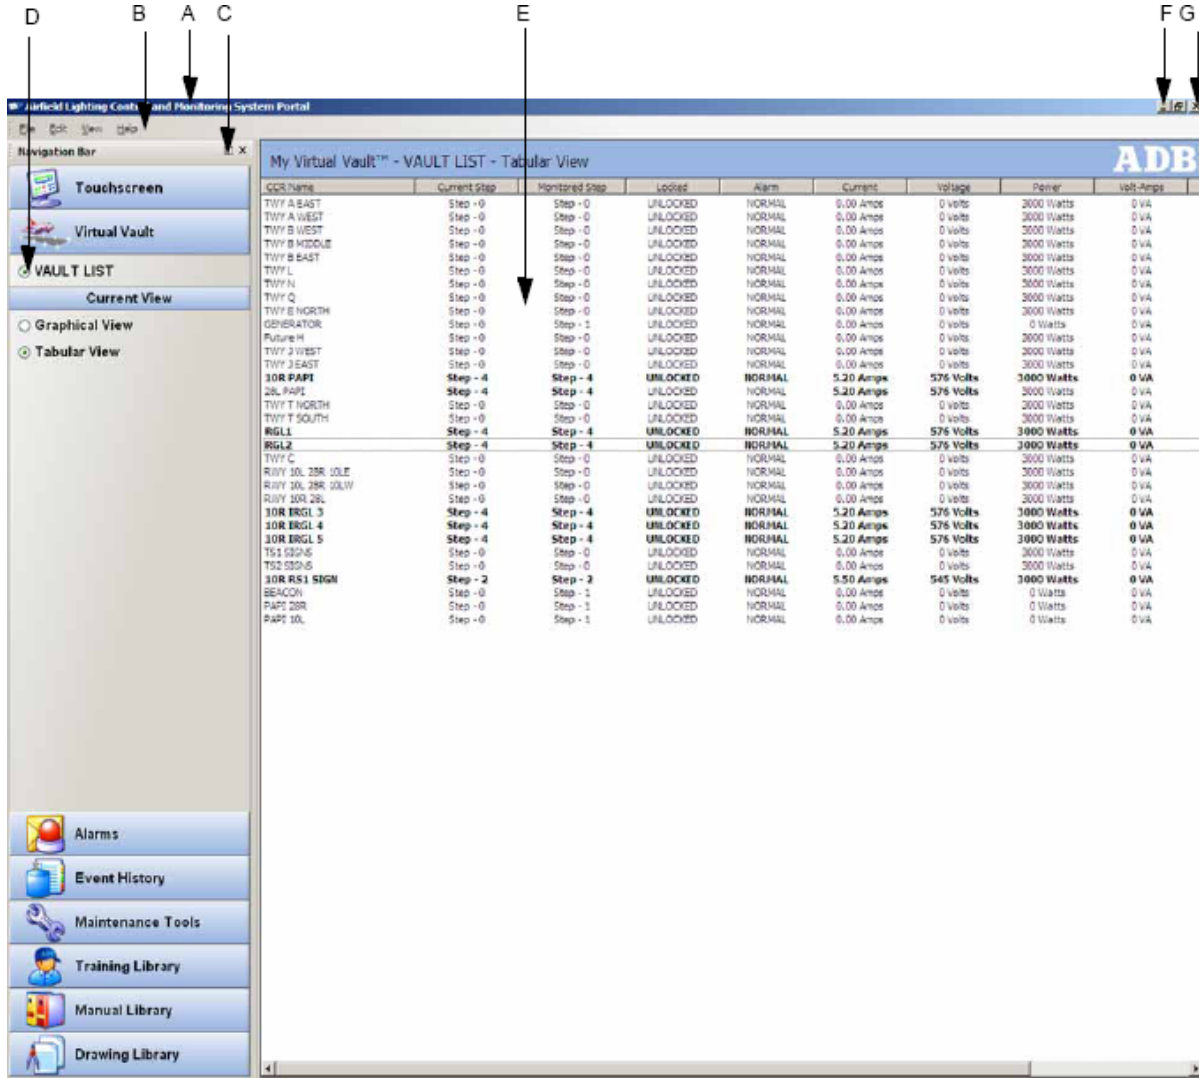 D B A C E F G
Airfield Lighting Control and Monitoring System Portal
File Edit View Help
Navigation Bar
Touchscreen
Virtual Vault
VAULT LIST
Current View
Graphical View
Tabular View
Alarms
Event History
Maintenance Tools
Training Library
Manual Library
Drawing Library
My Virtual Vault™ - VAULT LIST - Tabular View
ADB
CCR Name Current Step Monitored Step Locked Alarm Current Voltage Power Volt-Amps
TWY A EAST Step - 0 Step - 0 UNLOCKED NORMAL 0.00 Amps 0 Volts 3000 Watts 0 VA
TWY A WEST Step - 0 Step - 0 UNLOCKED NORMAL 0.00 Amps 0 Volts 3000 Watts 0 VA
TWY B WEST Step - 0 Step - 0 UNLOCKED NORMAL 0.00 Amps 0 Volts 3000 Watts 0 VA
TWY B MIDDLE Step - 0 Step - 0 UNLOCKED NORMAL 0.00 Amps 0 Volts 3000 Watts 0 VA
TWY B EAST Step - 0 Step - 0 UNLOCKED NORMAL 0.00 Amps 0 Volts 3000 Watts 0 VA
TWY L Step - 0 Step - 0 UNLOCKED NORMAL 0.00 Amps 0 Volts 3000 Watts 0 VA
TWY N Step - 0 Step - 0 UNLOCKED NORMAL 0.00 Amps 0 Volts 3000 Watts 0 VA
TWY Q Step - 0 Step - 0 UNLOCKED NORMAL 0.00 Amps 0 Volts 3000 Watts 0 VA
TWY E NORTH Step - 0 Step - 0 UNLOCKED NORMAL 0.00 Amps 0 Volts 3000 Watts 0 VA
GENERATOR Step - 0 Step - 1 UNLOCKED NORMAL 0.00 Amps 0 Volts 0 Watts 0 VA
Future H Step - 0 Step - 0 UNLOCKED NORMAL 0.00 Amps 0 Volts 3000 Watts 0 VA
TWY J WEST Step - 0 Step - 0 UNLOCKED NORMAL 0.00 Amps 0 Volts 3000 Watts 0 VA
TWY J EAST Step - 0 Step - 0 UNLOCKED NORMAL 0.00 Amps 0 Volts 3000 Watts 0 VA
10R PAPI Step - 4 Step - 4 UNLOCKED NORMAL 5.20 Amps 576 Volts 3000 Watts 0 VA
28L PAPI Step - 4 Step - 4 UNLOCKED NORMAL 5.20 Amps 576 Volts 3000 Watts 0 VA
TWY T NORTH Step - 0 Step - 0 UNLOCKED NORMAL 0.00 Amps 0 Volts 3000 Watts 0 VA
TWY T SOUTH Step - 0 Step - 0 UNLOCKED NORMAL 0.00 Amps 0 Volts 3000 Watts 0 VA
RGL1 Step - 4 Step - 4 UNLOCKED NORMAL 5.20 Amps 576 Volts 3000 Watts 0 VA
RGL2 Step - 4 Step - 4 UNLOCKED NORMAL 5.20 Amps 576 Volts 3000 Watts 0 VA
TWY C Step - 0 Step - 0 UNLOCKED NORMAL 0.00 Amps 0 Volts 3000 Watts 0 VA
RWY 10L 28R 10LE Step - 0 Step - 0 UNLOCKED NORMAL 0.00 Amps 0 Volts 3000 Watts 0 VA
RWY 10L 28R 10LW Step - 0 Step - 0 UNLOCKED NORMAL 0.00 Amps 0 Volts 3000 Watts 0 VA
RWY 10R 28L Step - 0 Step - 0 UNLOCKED NORMAL 0.00 Amps 0 Volts 3000 Watts 0 VA
10R IRGL 3 Step - 4 Step - 4 UNLOCKED NORMAL 5.20 Amps 576 Volts 3000 Watts 0 VA
10R IRGL 4 Step - 4 Step - 4 UNLOCKED NORMAL 5.20 Amps 576 Volts 3000 Watts 0 VA
10R IRGL 5 Step - 4 Step - 4 UNLOCKED NORMAL 5.20 Amps 576 Volts 3000 Watts 0 VA
TS1 SIGNS Step - 0 Step - 0 UNLOCKED NORMAL 0.00 Amps 0 Volts 3000 Watts 0 VA
TS2 SIGNS Step - 0 Step - 0 UNLOCKED NORMAL 0.00 Amps 0 Volts 3000 Watts 0 VA
10R RS1 SIGN Step - 2 Step - 2 UNLOCKED NORMAL 5.50 Amps 545 Volts 3000 Watts 0 VA
BEACON Step - 0 Step - 1 UNLOCKED NORMAL 0.00 Amps 0 Volts 0 Watts 0 VA
PAPI 28R Step - 0 Step - 1 UNLOCKED NORMAL 0.00 Amps 0 Volts 0 Watts 0 VA
PAPI 10L Step - 0 Step - 1 UNLOCKED NORMAL 0.00 Amps 0 Volts 0 Watts 0 VA